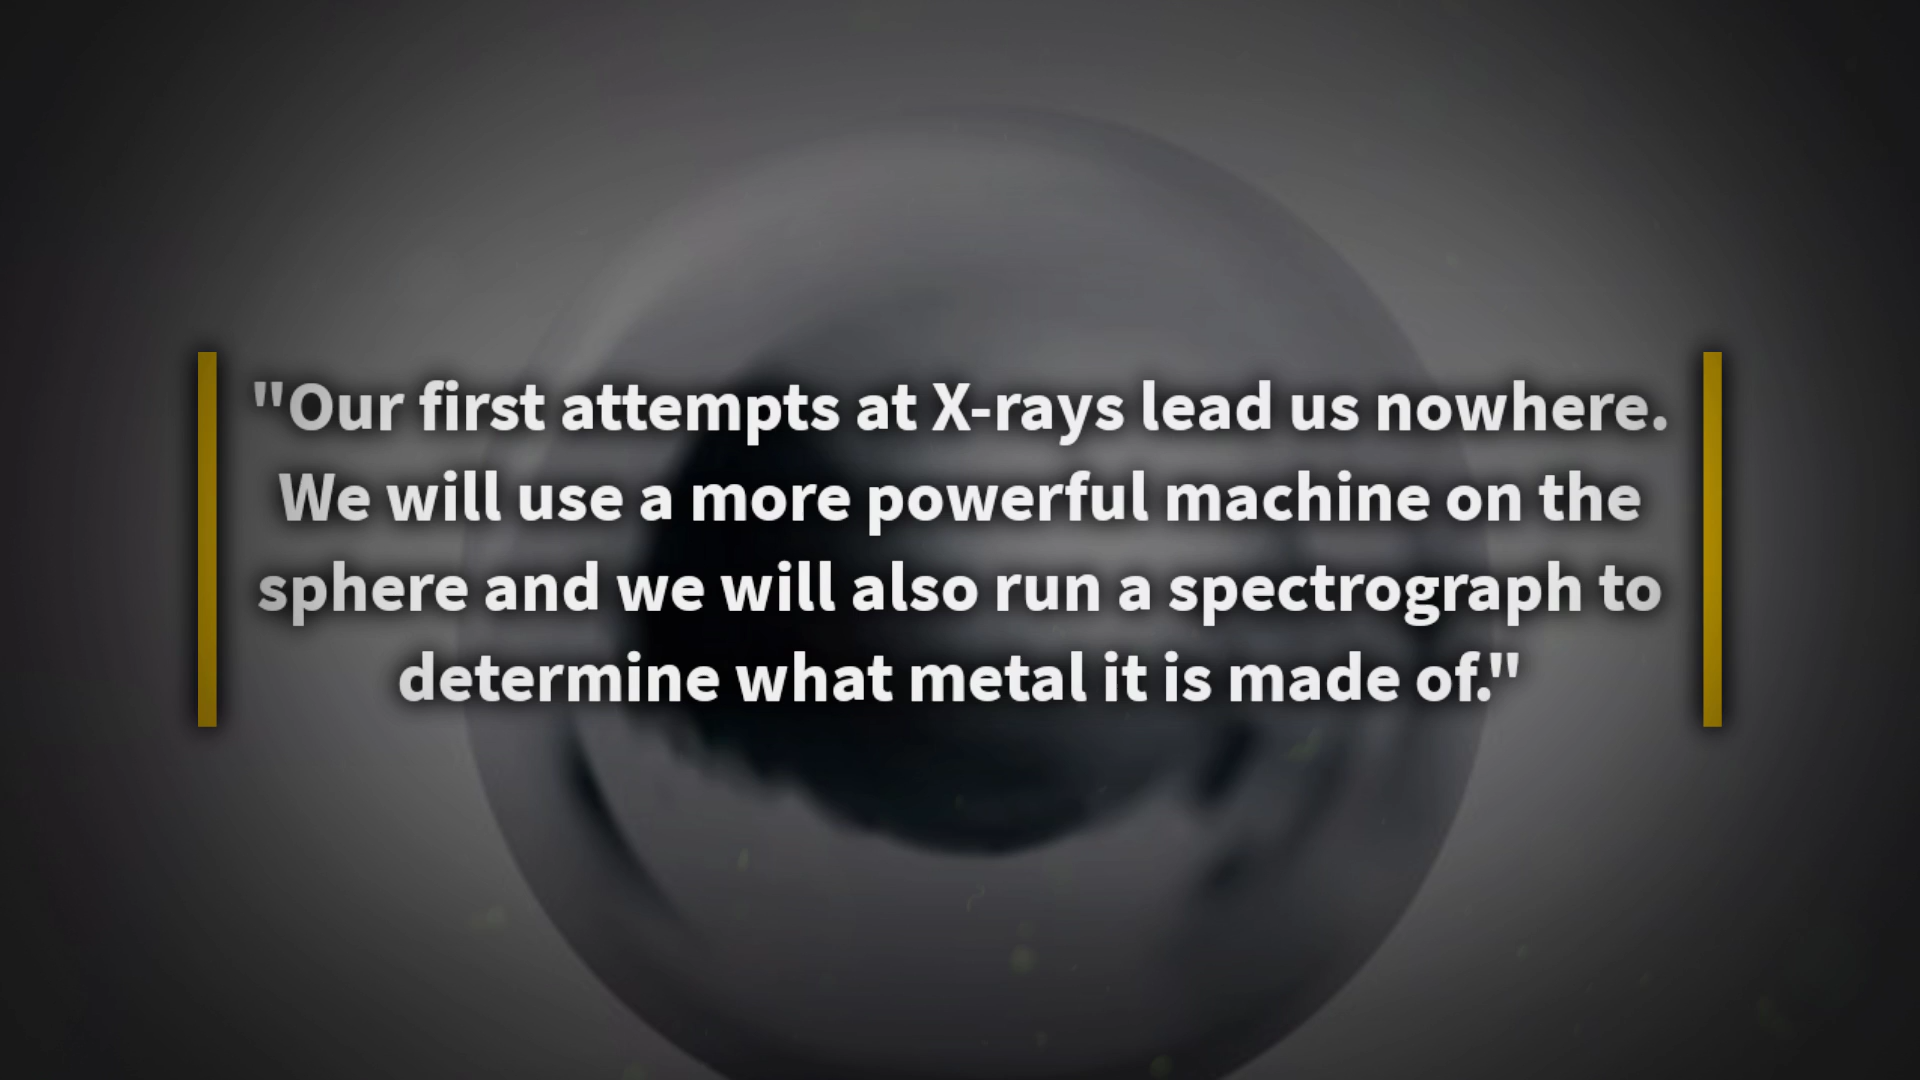 "Our first attempts at X-rays lead us nowhere.
We will use a more powerful machine on the
sphere and we will also run a spectrograph to
determine what metal it is made of."